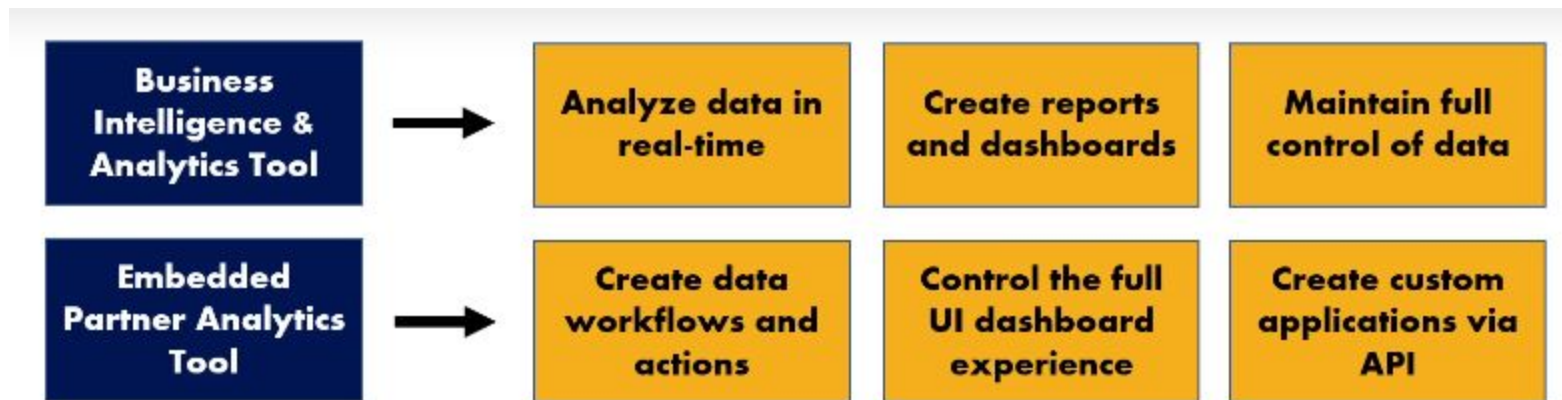 Business
Intelligence &
Analytics Tool
Analyze data in
real-time
Create reports
and dashboards
Maintain full
control of data
Embedded
Partner Analytics
Tool
Create data
workflows and
actions
Control the full
UI dashboard
experience
Create custom
applications via
API